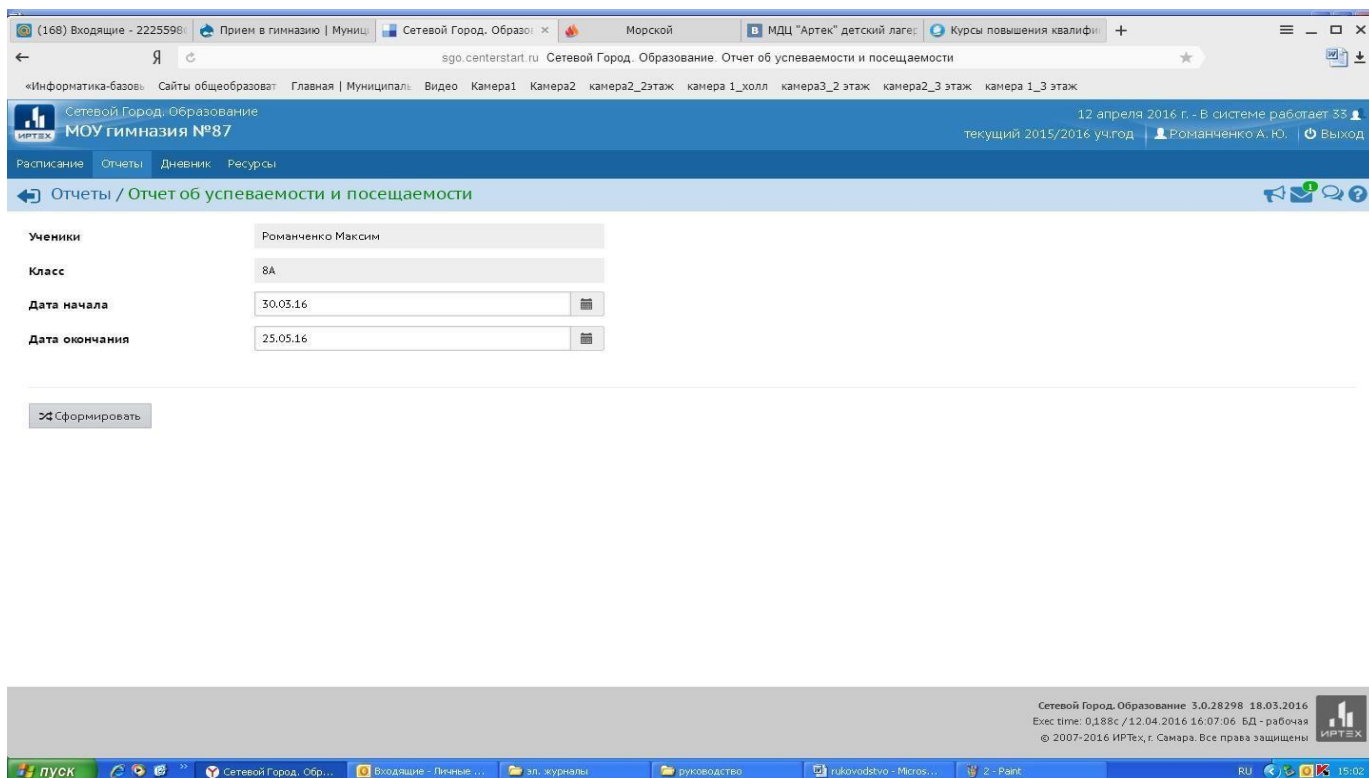 (168) Входящие - 2225598
Прием в гимназию | Муници
Сетевой Город. Образо
Морской
МДЦ "Артек" детский лагер
Курсы повышения квалифи
Я
sgo.centerstart.ru Сетевой Город. Образование. Отчет об успеваемости и посещаемости
«Информатика-базовь Сайты общеобразоват Главная | Муниципаль Видео Камера1 Камера2 камера2_2этаж камера 1_холл камера3_2 этаж камера2_3 этаж камера 1_3 этаж
Сетевой Город. Образование
МОУ гимназия №87
ИРТЕХ
12 апреля 2016 г. - В системе работает 33
текущий 2015/2016 уч.год Романченко А. Ю. Выход
Расписание Отчеты Дневник Ресурсы
Отчеты / Отчет об успеваемости и посещаемости
1
Ученики Романченко Максим
Класс 8А
Дата начала 30.03.16
Дата окончания 25.05.16
Сформировать
Сетевой Город. Образование 3.0.28298 18.03.2016
Exec time: 0,188с / 12.04.2016 16:07:06 БД - рабочая
© 2007-2016 ИРТех, г. Самара. Все права защищены
ИРТЕХ
пуск Сетевой Город. Обр... Входящие - Личные ... эл. журналы руководство rukovodstvo - Micros... 2 - Paint RU 15:02